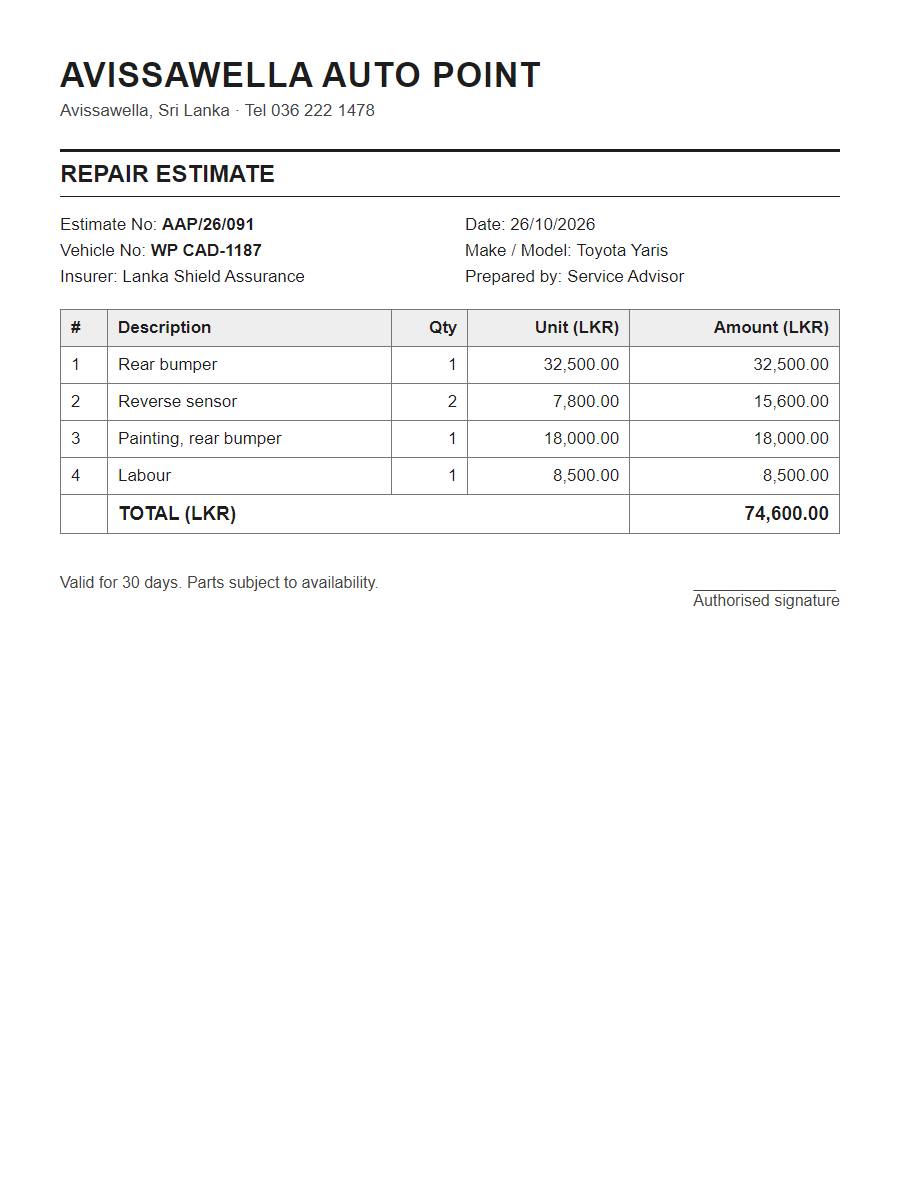 AVISSAWELLA AUTO POINT
Avissawella, Sri Lanka · Tel 036 222 1478
REPAIR ESTIMATE
Estimate No: AAP/26/091 Date: 26/10/2026
Vehicle No: WP CAD-1187 Make / Model: Toyota Yaris
Insurer: Lanka Shield Assurance Prepared by: Service Advisor
# Description Qty Unit (LKR) Amount (LKR)
1 Rear bumper 1 32,500.00 32,500.00
2 Reverse sensor 2 7,800.00 15,600.00
3 Painting, rear bumper 1 18,000.00 18,000.00
4 Labour 1 8,500.00 8,500.00
TOTAL (LKR) 74,600.00
Valid for 30 days. Parts subject to availability.
Authorised signature